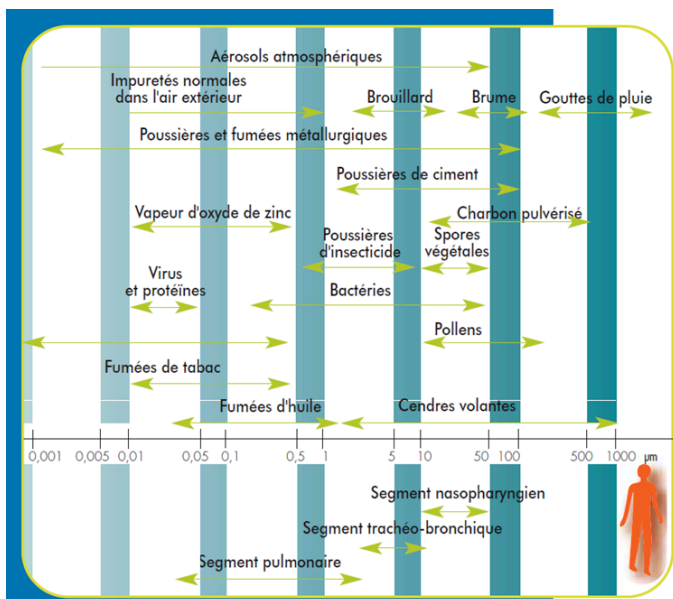 Aérosols atmosphériques
Impuretés normales
dans l'air extérieur
Brouillard
Brume
Gouttes de pluie
Poussières et fumées métallurgiques
Poussières de ciment
Vapeur d'oxyde de zinc
Charbon pulvérisé
Poussières
d'insecticide
Spores
végétales
Virus
et protéïnes
Bactéries
Pollens
Fumées de tabac
Fumées d'huile
Cendres volantes
0,001 0,005 0,01 0,05 0,1 0,5 1 5 10 50 100 500 1000 µm
Segment nasopharyngien
Segment trachéo-bronchique
Segment pulmonaire